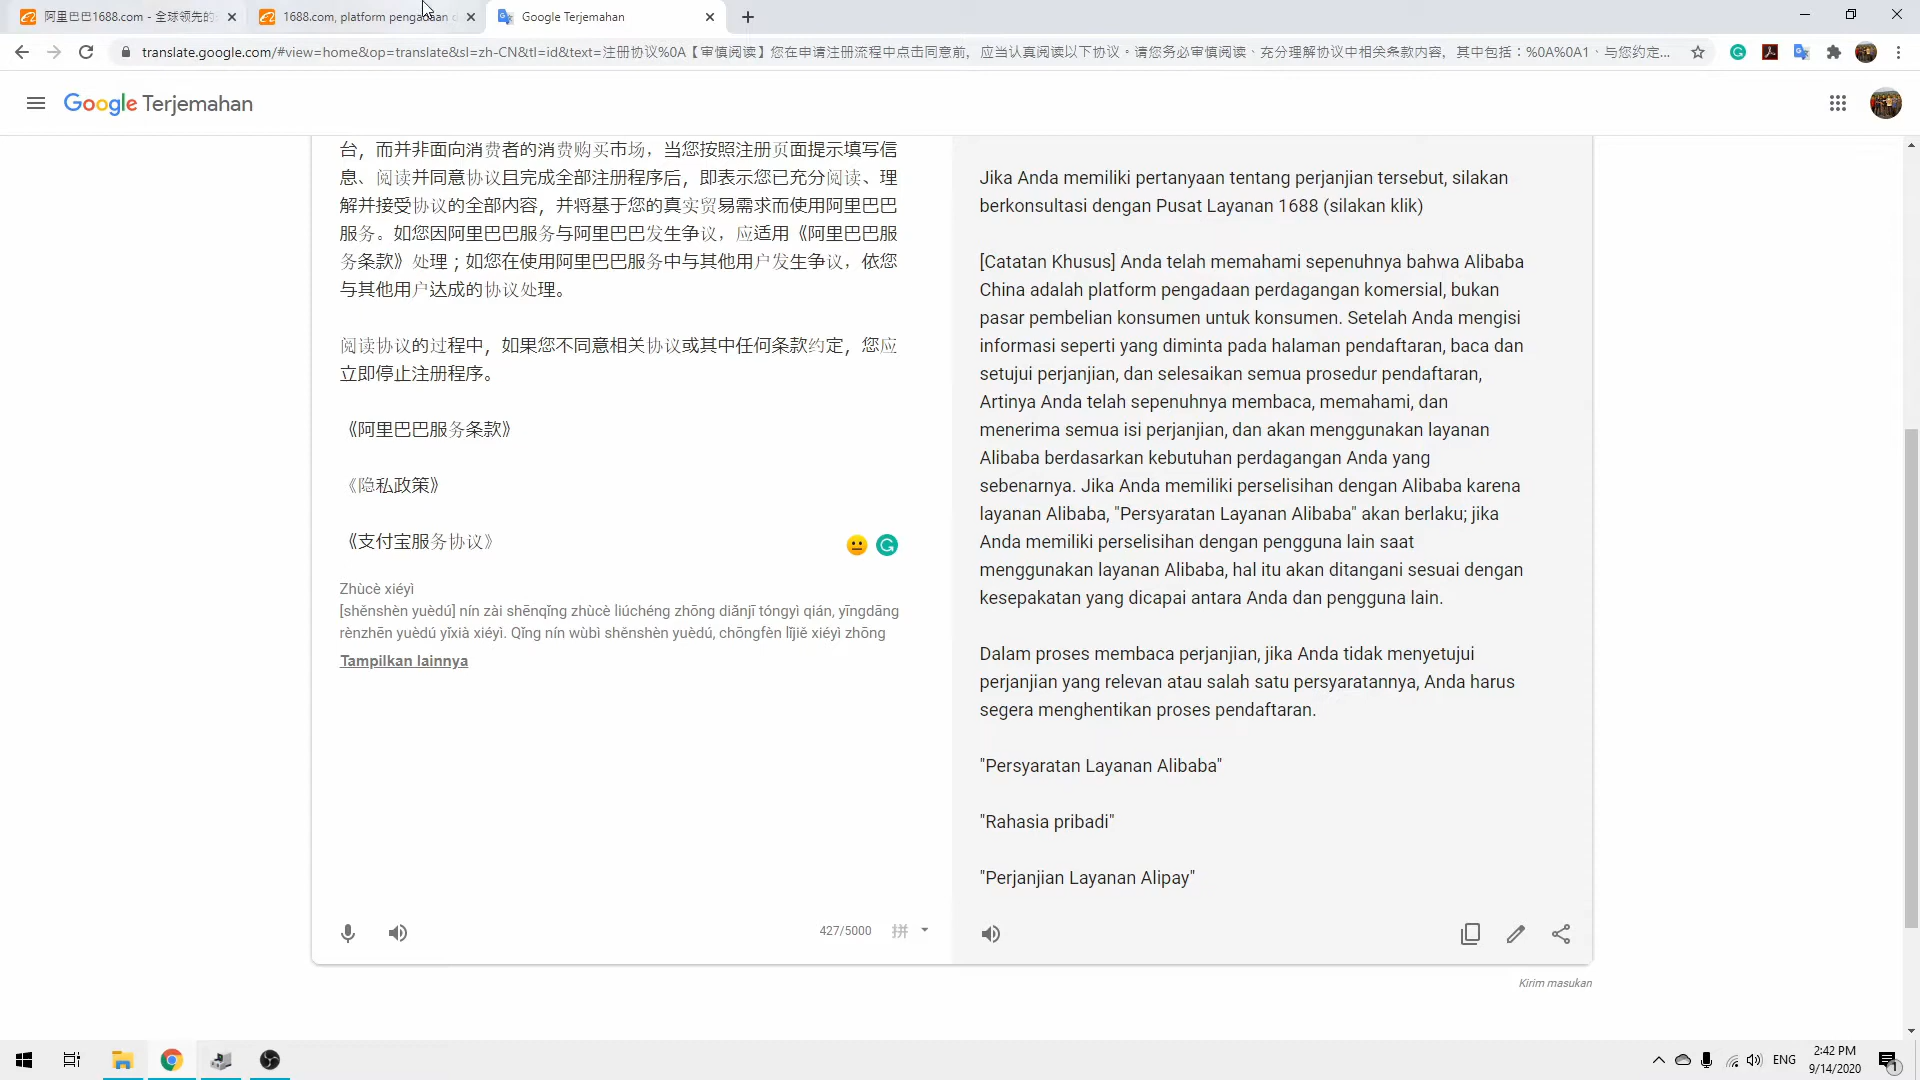 阿里巴巴1688.com - 全球领先的
1688.com, platform pengadaan
Google Terjemahan
translate.google.com/#view=home&op=translate&sl=zh-CN&tl=id&text=注册协议%0A【审慎阅读】您在申请注册流程中点击同意前，应当认真阅读以下协议。请您务必审慎阅读、充分理解协议中相关条款内容，其中包括：%0A%0A1、与您约定...
Google Terjemahan
台，而并非面向消费者的消费购买市场，当您按照注册页面提示填写信
息、阅读并同意协议且完成全部注册程序后，即表示您已充分阅读、理
解并接受协议的全部内容，并将基于您的真实贸易需求而使用阿里巴巴
服务。如您因阿里巴巴服务与阿里巴巴发生争议，应适用《阿里巴巴服
务条款》处理；如您在使用阿里巴巴服务中与其他用户发生争议，依您
与其他用户达成的协议处理。
阅读协议的过程中，如果您不同意相关协议或其中任何条款约定，您应
立即停止注册程序。
《阿里巴巴服务条款》
《隐私政策》
《支付宝服务协议》
Zhùcè xiéyì
[shěnshèn yuèdú] nín zài shēnqǐng zhùcè liúchéng zhōng diǎnjī tóngyì qián, yīngdāng
rènzhēn yuèdú yǐxià xiéyì. Qǐng nín wùbì shěnshèn yuèdú, chōngfèn lǐjiě xiéyì zhōng
Tampilkan lainnya
427/5000
拼
Jika Anda memiliki pertanyaan tentang perjanjian tersebut, silakan
berkonsultasi dengan Pusat Layanan 1688 (silakan klik)
[Catatan Khusus] Anda telah memahami sepenuhnya bahwa Alibaba
China adalah platform pengadaan perdagangan komersial, bukan
pasar pembelian konsumen untuk konsumen. Setelah Anda mengisi
informasi seperti yang diminta pada halaman pendaftaran, baca dan
setujui perjanjian, dan selesaikan semua prosedur pendaftaran,
Artinya Anda telah sepenuhnya membaca, memahami, dan
menerima semua isi perjanjian, dan akan menggunakan layanan
Alibaba berdasarkan kebutuhan perdagangan Anda yang
sebenarnya. Jika Anda memiliki perselisihan dengan Alibaba karena
layanan Alibaba, "Persyaratan Layanan Alibaba" akan berlaku; jika
Anda memiliki perselisihan dengan pengguna lain saat
menggunakan layanan Alibaba, hal itu akan ditangani sesuai dengan
kesepakatan yang dicapai antara Anda dan pengguna lain.
Dalam proses membaca perjanjian, jika Anda tidak menyetujui
perjanjian yang relevan atau salah satu persyaratannya, Anda harus
segera menghentikan proses pendaftaran.
"Persyaratan Layanan Alibaba"
"Rahasia pribadi"
"Perjanjian Layanan Alipay"
Kirim masukan
ENG
2:42 PM
9/14/2020
1